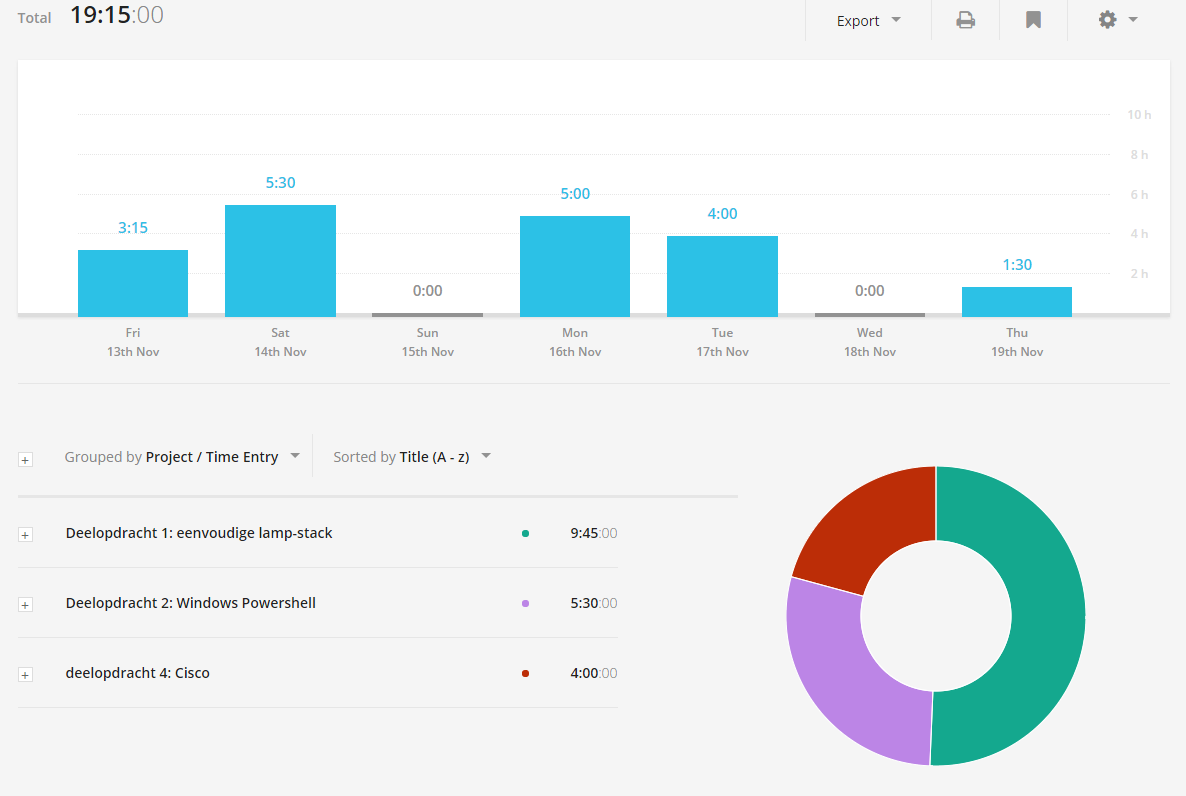 Total 19:15:00 Export
10 h
8 h
6 h
4 h
2 h
3:15 5:30 0:00 5:00 4:00 0:00 1:30
Fri Sat Sun Mon Tue Wed Thu
13th Nov 14th Nov 15th Nov 16th Nov 17th Nov 18th Nov 19th Nov
+ Grouped by Project / Time Entry Sorted by Title (A - z)
+ Deelopdracht 1: eenvoudige lamp-stack 9:45:00
+ Deelopdracht 2: Windows Powershell 5:30:00
+ deelopdracht 4: Cisco 4:00:00